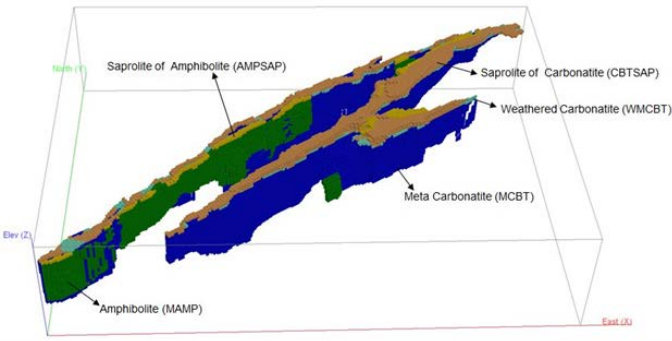 North (Y)
Saprolite of Amphibolite (AMPSAP)
Saprolite of Carbonatite (CBTSAP)
Weathered Carbonatite (WMCBT)
Meta Carbonatite (MCBT)
Elev (Z)
Amphibolite (MAMP)
East (X)